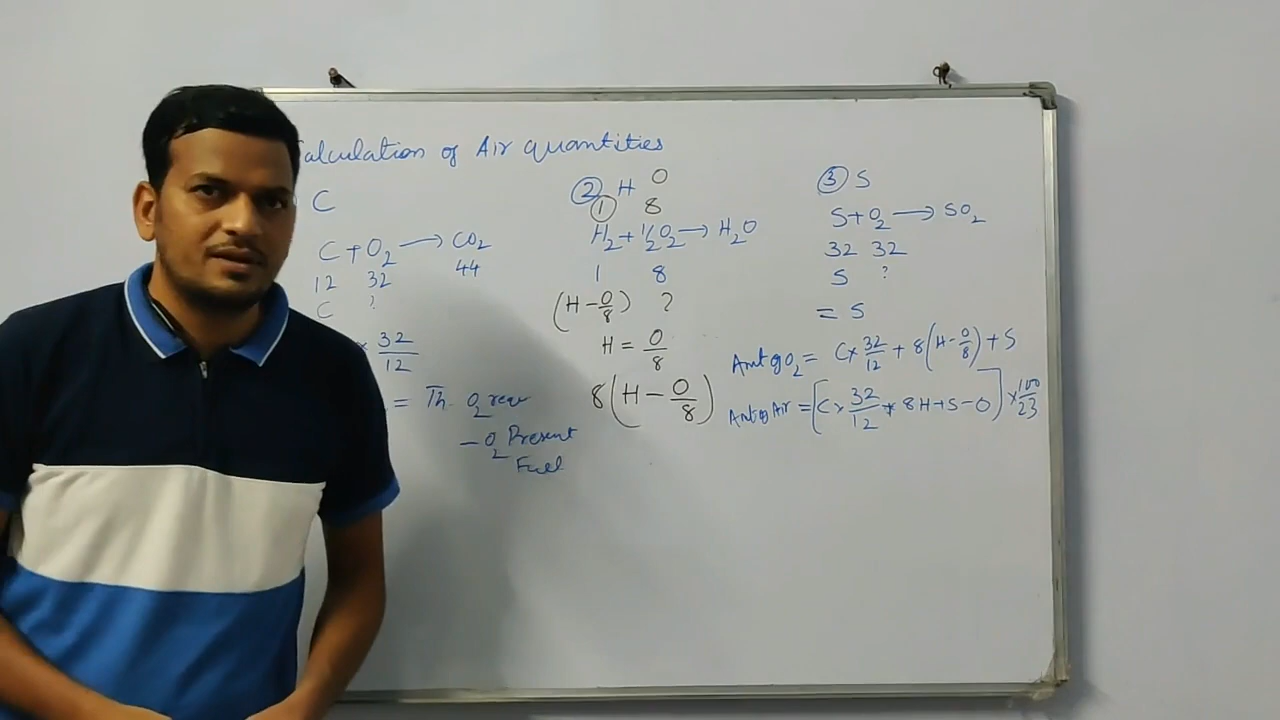 alculation of Air quantities
C
C + O2 → CO2
12 32 44
C ?
× 32/12
= Th. O2 req
- O2 Present
Fuel
② H O
① 8
H2 + 1/2 O2 → H2O
1 8
(H - O/8) ?
H = O/8
8(H - O/8)
③ S
S + O2 → SO2
32 32
S ?
= S
Amt of O2 = C × 32/12 + 8(H - O/8) + S
Amt of Air = [C × 32/12 + 8H + S - O] × 100/23